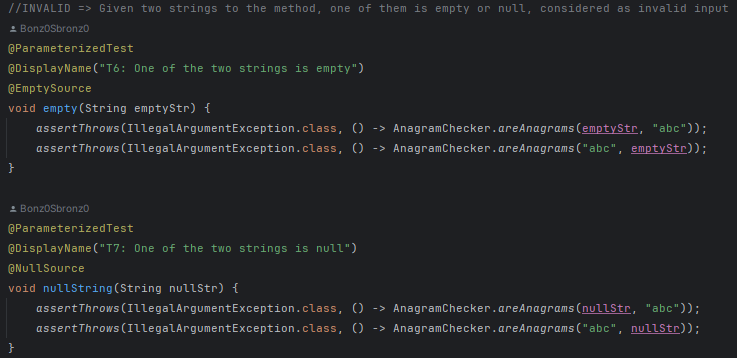 //INVALID => Given two strings to the method, one of them is empty or null, considered as invalid input
Bonz0Sbronz0
@ParameterizedTest
@DisplayName("T6: One of the two strings is empty")
@EmptySource
void empty(String emptyStr) {
assertThrows(IllegalArgumentException.class, () -> AnagramChecker.areAnagrams(emptyStr, "abc"));
assertThrows(IllegalArgumentException.class, () -> AnagramChecker.areAnagrams("abc", emptyStr));
}
Bonz0Sbronz0
@ParameterizedTest
@DisplayName("T7: One of the two strings is null")
@NullSource
void nullString(String nullStr) {
assertThrows(IllegalArgumentException.class, () -> AnagramChecker.areAnagrams(nullStr, "abc"));
assertThrows(IllegalArgumentException.class, () -> AnagramChecker.areAnagrams("abc", nullStr));
}